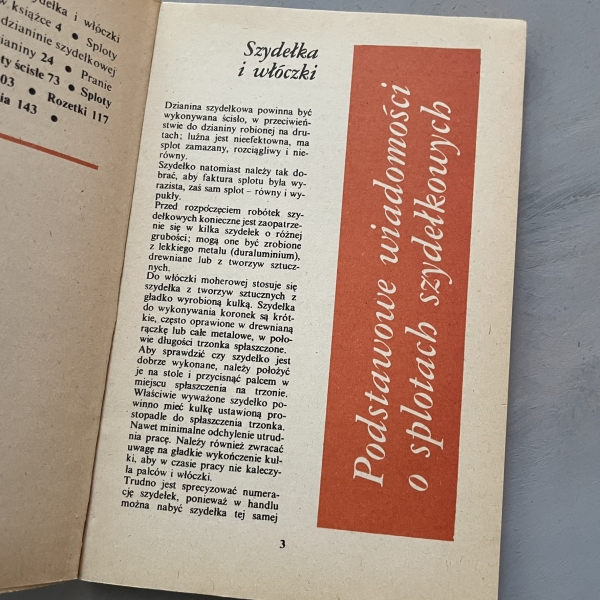 ydełka i włóczki
w książce 4 • Sploty
dzianinie szydełkowej
ianiny 24 • Pranie
ty ścisłe 73 • Sploty
03 • Rozetki 117
ia 143 •
Szydełka
i włóczki
Dzianina szydełkowa powinna być
wykonywana ściśło, w przeciwień-
stwie do dzianiny robionej na dru-
tach; luźna jest nieefektowna, ma
splot zamazany, rozciągliwy i nie-
równy.
Szydełko natomiast należy tak do-
brać, aby faktura splotu była wy-
razista, zaś sam splot – równy i wy-
pukły.
Przed rozpoczęciem robótek szy-
dełkowych konieczne jest zaopatrze-
nie się w kilka szydełek o różnej
grubości; mogą one być zrobione
z lekkiego metalu (duraluminium),
drewniane lub z tworzyw sztucz-
nych.
Do włóczki moherowej stosuje się
szydełka z tworzyw sztucznych z
gładko wyrobioną kulką. Szydełka
do wykonywania koronek są krót-
kie, często oprawione w drewnianą
rączkę lub całe metalowe, w poło-
wie długości trzonka spłaszczone.
Aby sprawdzić czy szydełko jest
dobrze wykonane, należy położyć
je na stole i przycisnąć palcem w
miejscu spłaszczenia na trzonie.
Właściwie wyważone szydełko po-
winno mieć kulkę ustawioną pro-
stopadle do spłaszczenia trzonka.
Nawet minimalne odchylenie utrud-
nia pracę. Należy również zwracać
uwagę na gładkie wykończenie kul-
ki, aby w czasie pracy nie kaleczy-
ła palców i włóczki.
Trudno jest sprecyzować numera-
cję szydełek, ponieważ w handlu
można nabyć szydełka tej samej
3
Podstawowe wiadomości
o splotach szydełkowych